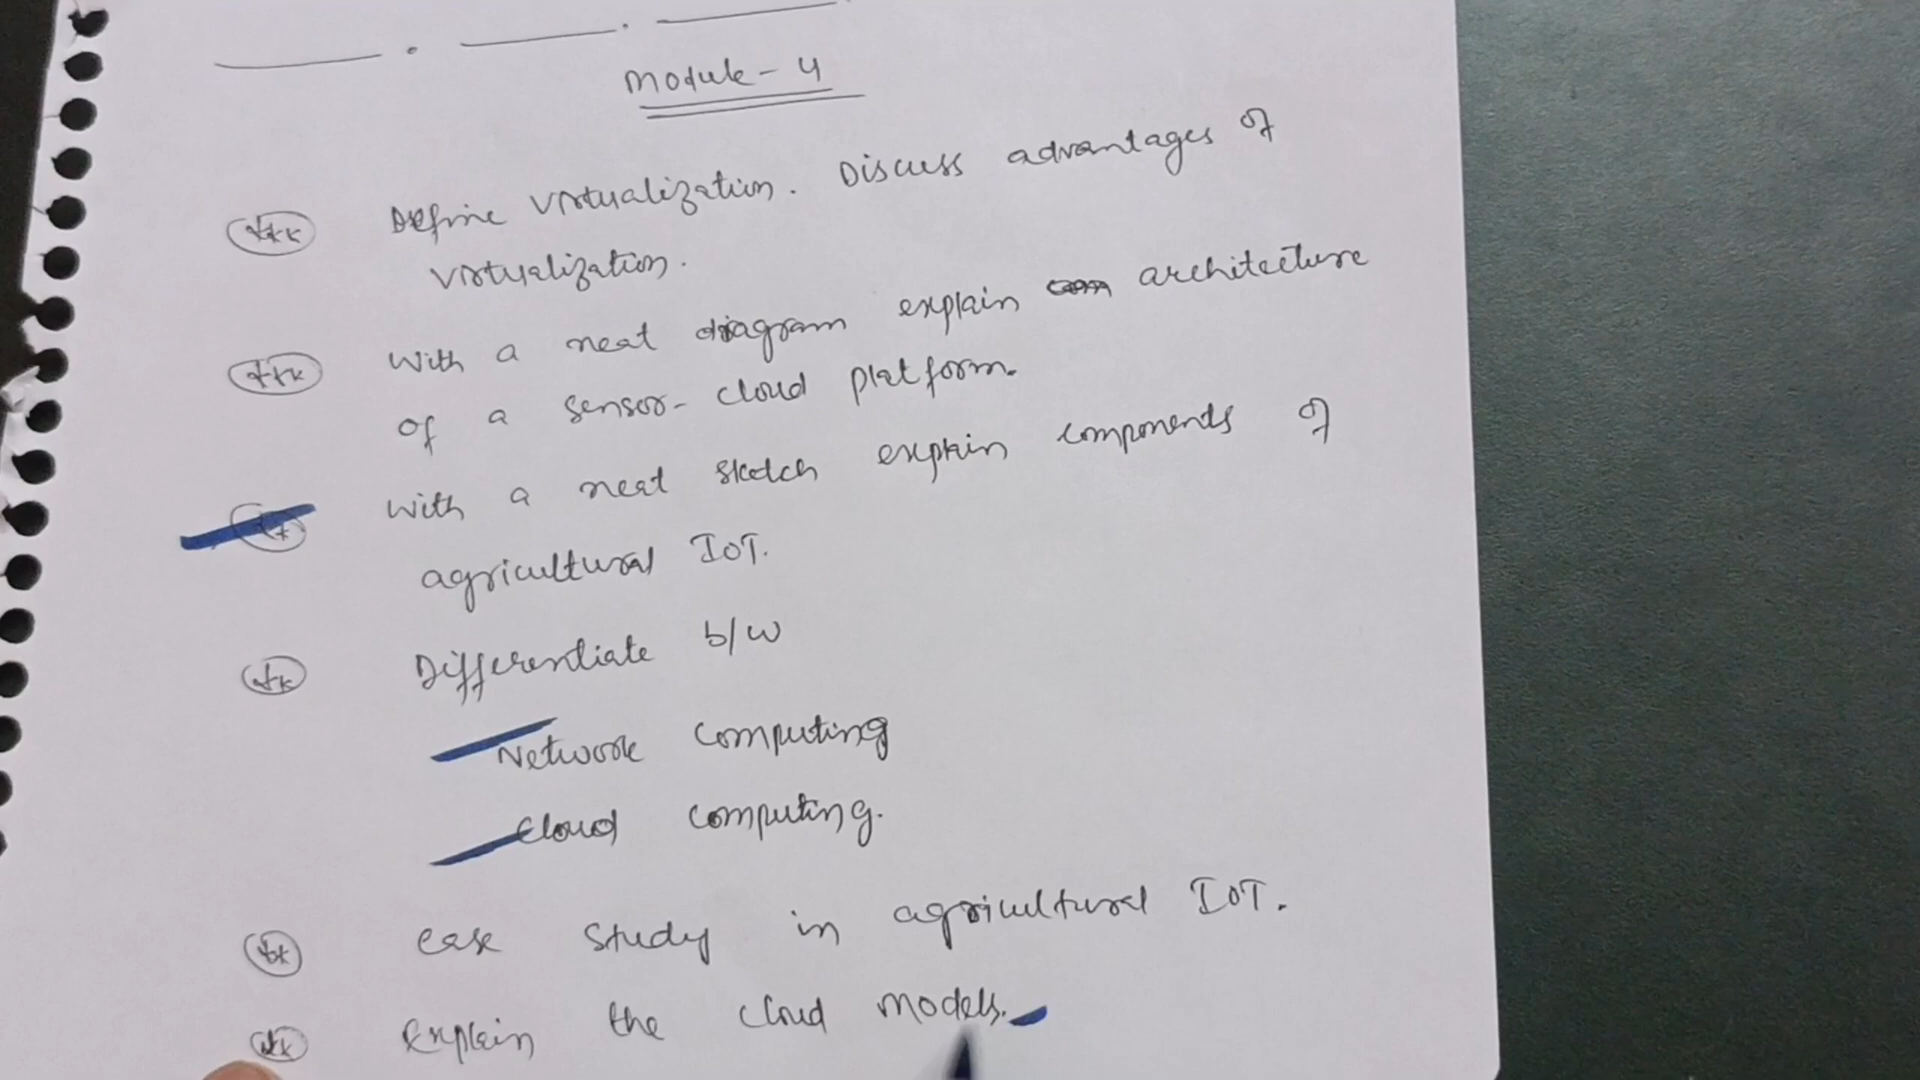 Module - 4
*** Define virtualization. Discuss advantages of
virtualization.
*** With a neat diagram explain architecture
of a sensor-cloud platform.
With a neat sketch explain components of
agricultural IoT.
** Differentiate b/w
Network computing
Cloud computing.
** Case study in agricultural IoT.
** Explain the cloud models.